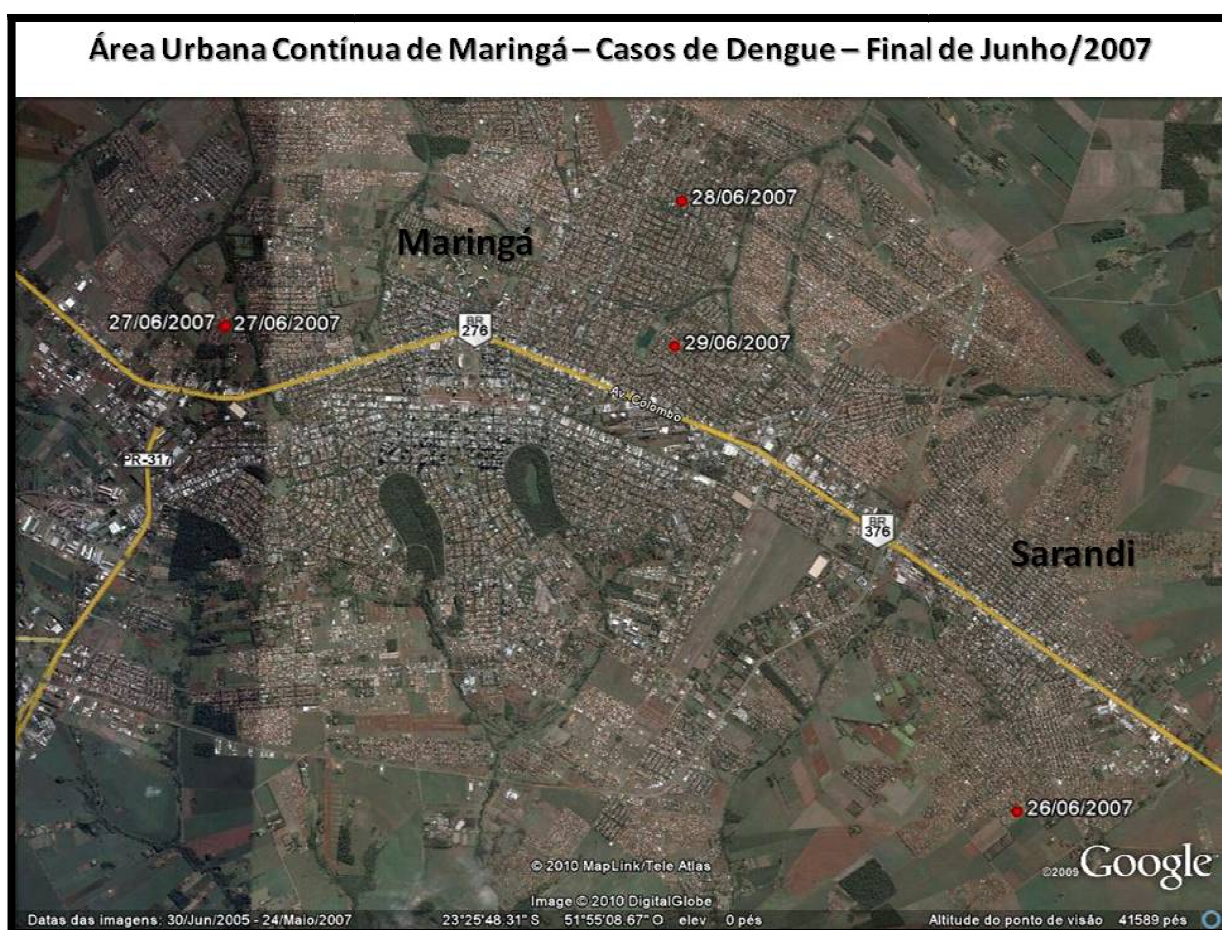 Área Urbana Contínua de Maringá – Casos de Dengue – Final de Junho/2007
28/06/2007
Maringá
27/06/2007 27/06/2007
BR
276
29/06/2007
Av. Colombo
PR-317
BR
376
Sarandi
26/06/2007
© 2010 MapLink/Tele Atlas
©2009 Google
Image © 2010 DigitalGlobe
Datas das imagens: 30/Jun/2005 - 24/Maio/2007 23°25'48.31" S 51°55'08.67" O elev 0 pés Altitude do ponto de visão 41589 pés